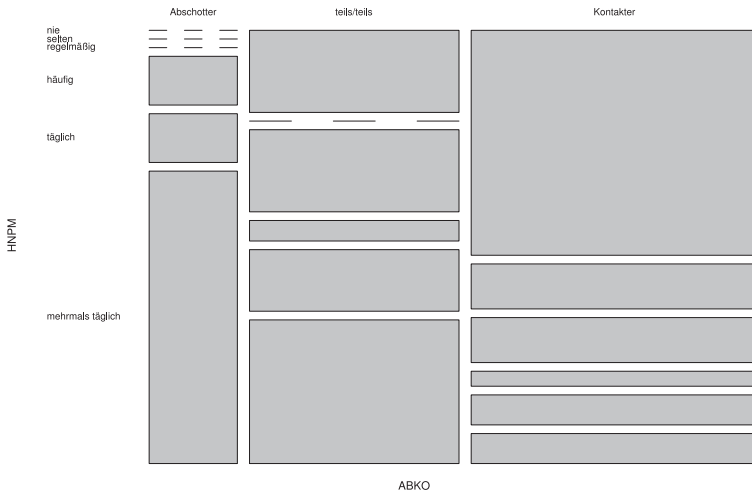 Abschotter teils/teils Kontakter
nie
selten
regelmäßig
häufig
täglich
HNPM
mehrmals täglich
ABKO